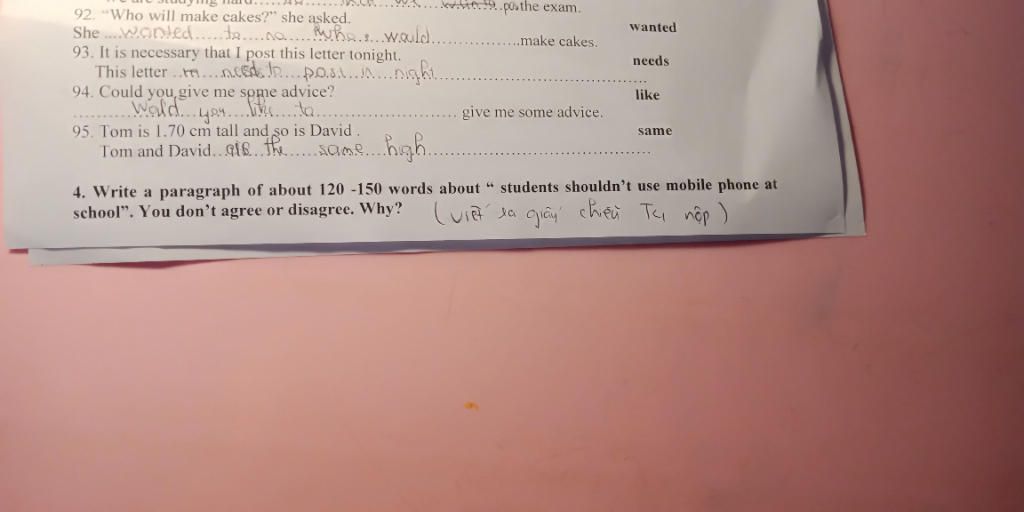 the exam.
92. "Who will make cakes?" she asked.
wanted
She ....wanted.....to.....would..................make cakes.
93. It is necessary that I post this letter tonight.
needs
This letter ........needs to....post...in....night..........................................
94. Could you give me some advice?
like
..............Would....you....like....to.............................. give me some advice.
95. Tom is 1.70 cm tall and so is David .
same
Tom and David...are...the.......same....high..................................................
4. Write a paragraph of about 120 -150 words about " students shouldn't use mobile phone at
school". You don't agree or disagree. Why? (viết ra giấy chiều T4 nộp)